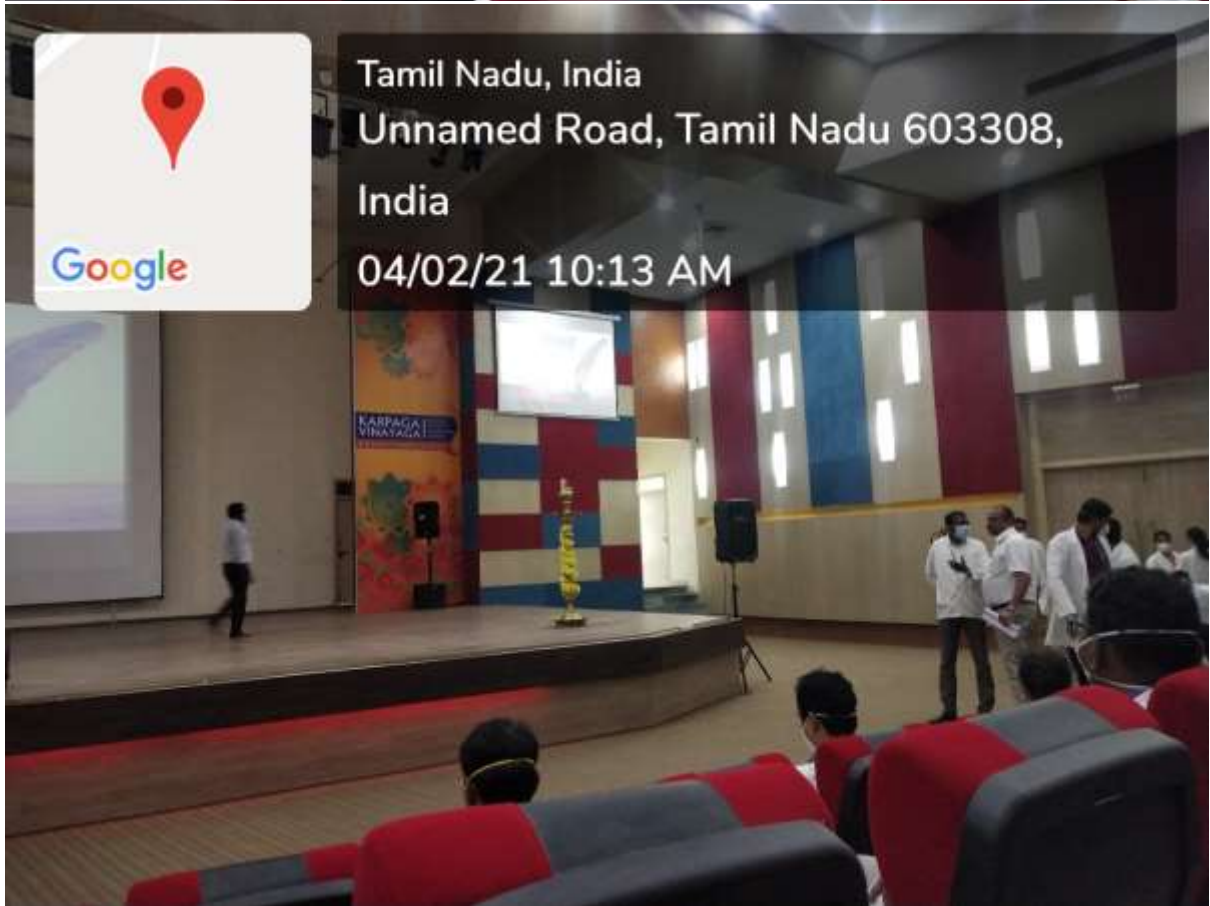 Tamil Nadu, India
Unnamed Road, Tamil Nadu 603308,
India
04/02/21 10:13 AM
Google
KARPAGA
VINAYAGA